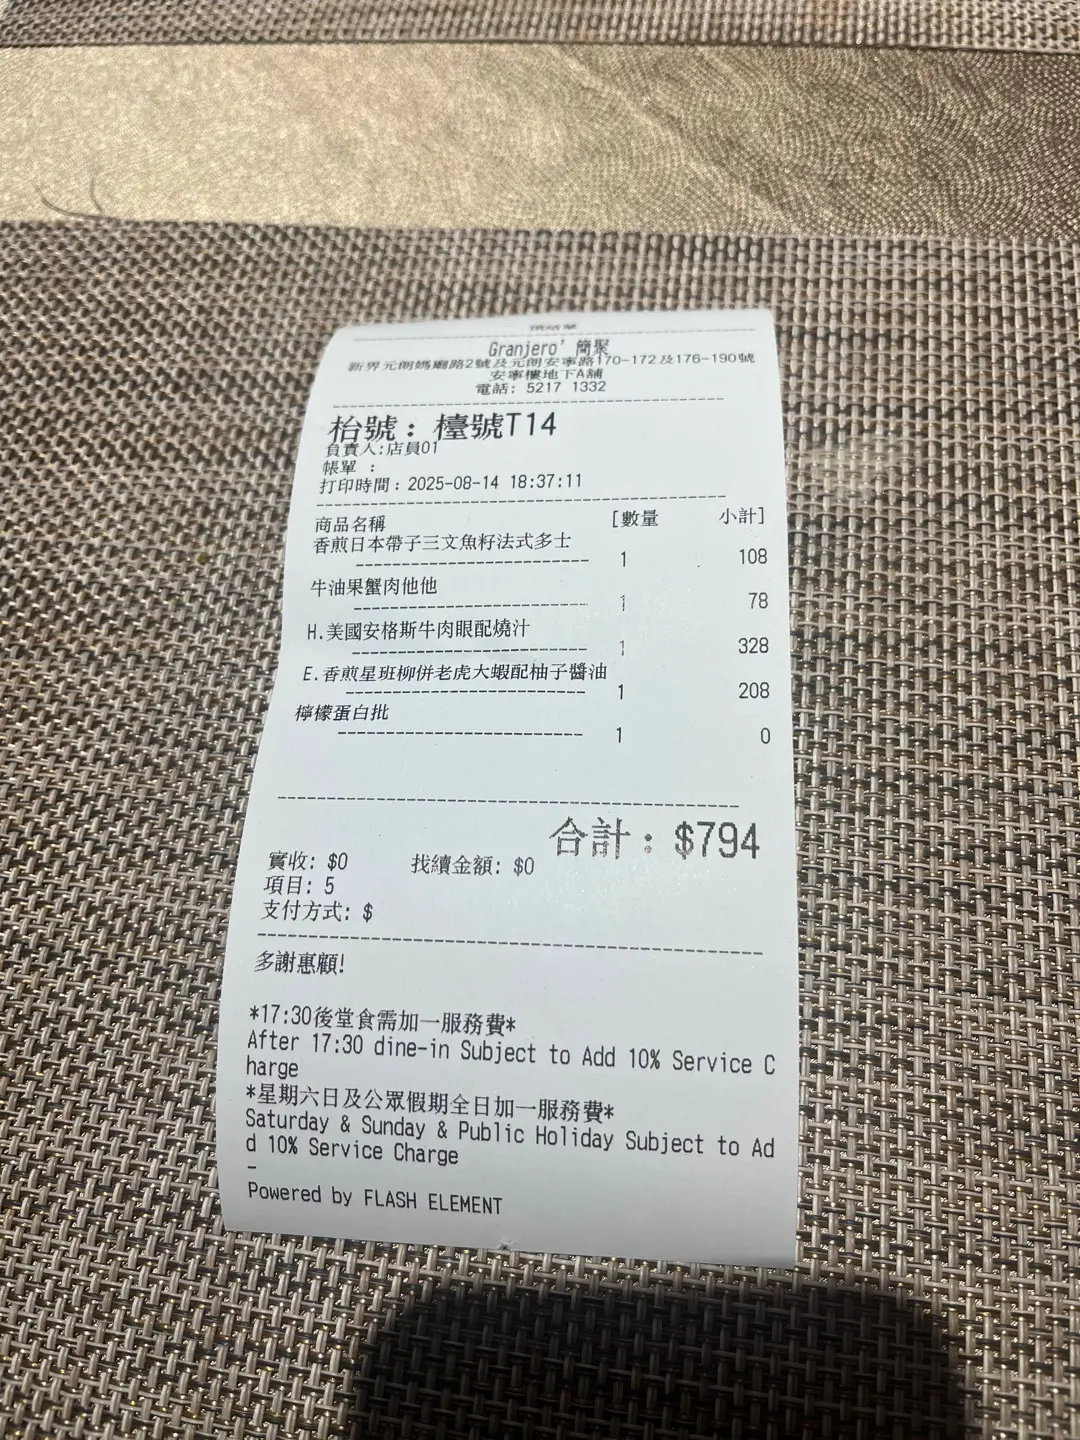 預結單
Granjero' 簡聚
新界元朗媽廟路2號及元朗安寧路170-172及176-190號
安寧樓地下A舖
電話: 5217 1332
枱號: 檯號T14
負責人:店員01
帳單 :
打印時間: 2025-08-14 18:37:11
商品名稱 [數量 小計]
香煎日本帶子三文魚籽法式多士
1 108
牛油果蟹肉他他
1 78
H.美國安格斯牛肉眼配燒汁
1 328
E.香煎星班柳併老虎大蝦配柚子醬油
1 208
檸檬蛋白批
1 0
合計: $794
實收: $0 找續金額: $0
項目: 5
支付方式: $
多謝惠顧!
*17:30後堂食需加一服務費*
After 17:30 dine-in Subject to Add 10% Service C
harge
*星期六日及公眾假期全日加一服務費*
Saturday & Sunday & Public Holiday Subject to Ad
d 10% Service Charge
-
Powered by FLASH ELEMENT